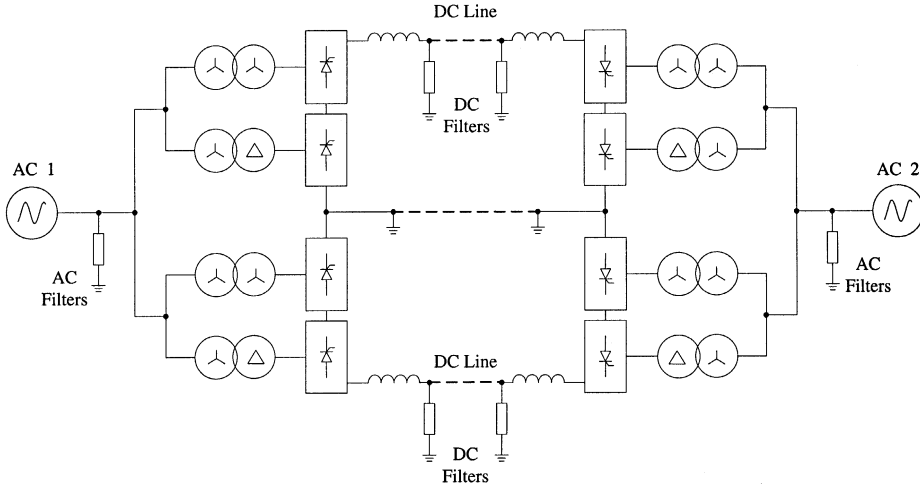 DC Line
DC
Filters
AC 1
AC 2
AC
Filters
AC
Filters
DC Line
DC
Filters